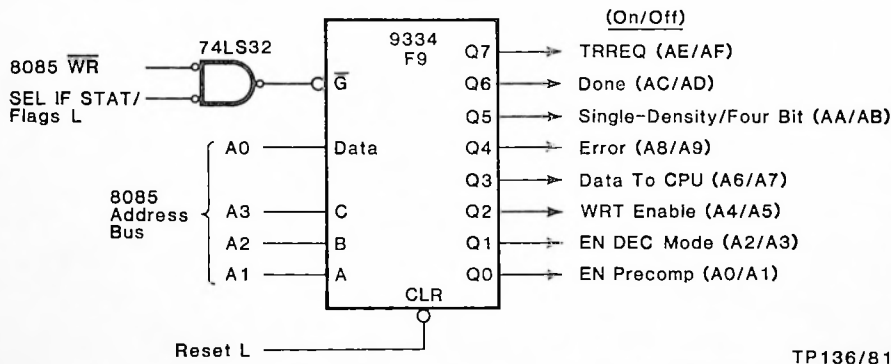 (On/Off)
74LS32
8085 WR
SEL IF STAT/
Flags L
9334
F9
G
Data
C
B
A
CLR
8085
Address
Bus
A0
A3
A2
A1
Reset L
Q7 TRREQ (AE/AF)
Q6 Done (AC/AD)
Q5 Single-Density/Four Bit (AA/AB)
Q4 Error (A8/A9)
Q3 Data To CPU (A6/A7)
Q2 WRT Enable (A4/A5)
Q1 EN DEC Mode (A2/A3)
Q0 EN Precomp (A0/A1)
TP136/81